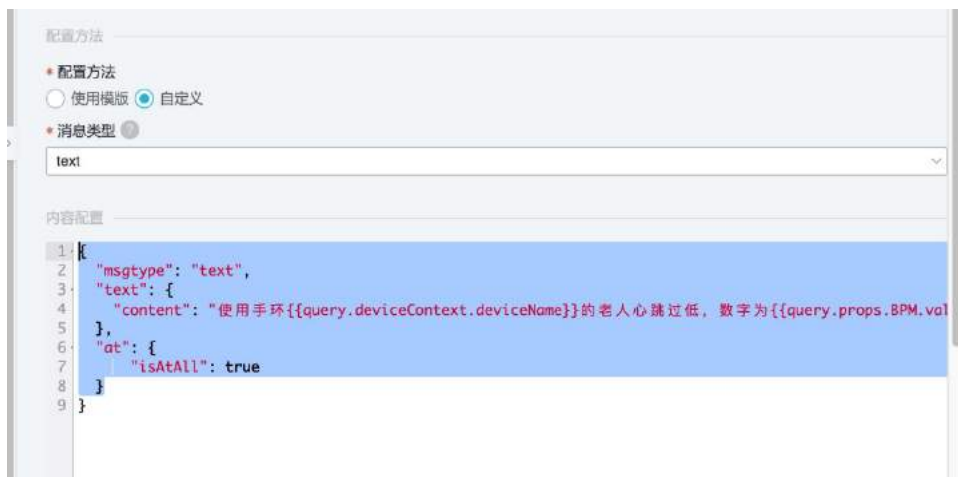 配置方法
* 配置方法
使用模版 自定义
* 消息类型 ?
text
内容配置
1 {
2 "msgtype": "text",
3 "text": {
4 "content": "使用手环{{query.deviceContext.deviceName}}的老人心跳过低, 数字为{{query.props.BPM.val
5 },
6 "at": {
7 "isAtAll": true
8 }
9 }